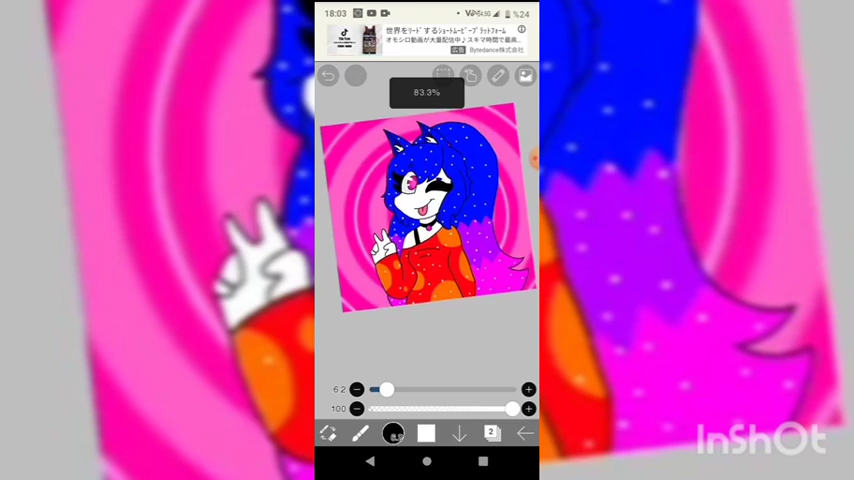 18:03
%24
世界をリードするショートムービープラットフォーム
オモシロ動画が大量配信中♪スキマ時間で最高...
広告 Bytedance株式会社
83.3%
6.2
100
2
InShOt